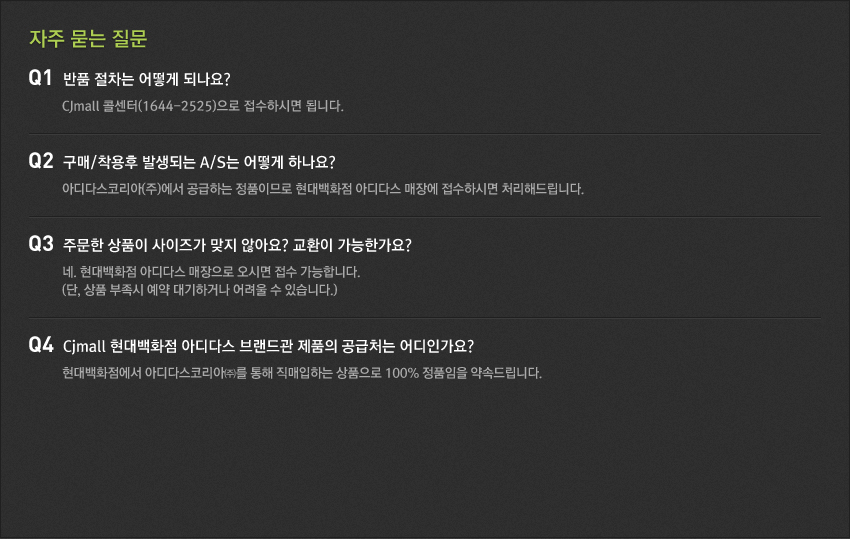 자주 묻는 질문
Q1 반품 절차는 어떻게 되나요?
CJmall 콜센터(1644-2525)으로 접수하시면 됩니다.
Q2 구매/착용후 발생되는 A/S는 어떻게 하나요?
아디다스코리아(주)에서 공급하는 정품이므로 현대백화점 아디다스 매장에 접수하시면 처리해드립니다.
Q3 주문한 상품이 사이즈가 맞지 않아요? 교환이 가능한가요?
네. 현대백화점 아디다스 매장으로 오시면 접수 가능합니다.
(단, 상품 부족시 예약 대기하거나 어려울 수 있습니다.)
Q4 Cjmall 현대백화점 아디다스 브랜드관 제품의 공급처는 어디인가요?
현대백화점에서 아디다스코리아㈜를 통해 직매입하는 상품으로 100% 정품임을 약속드립니다.